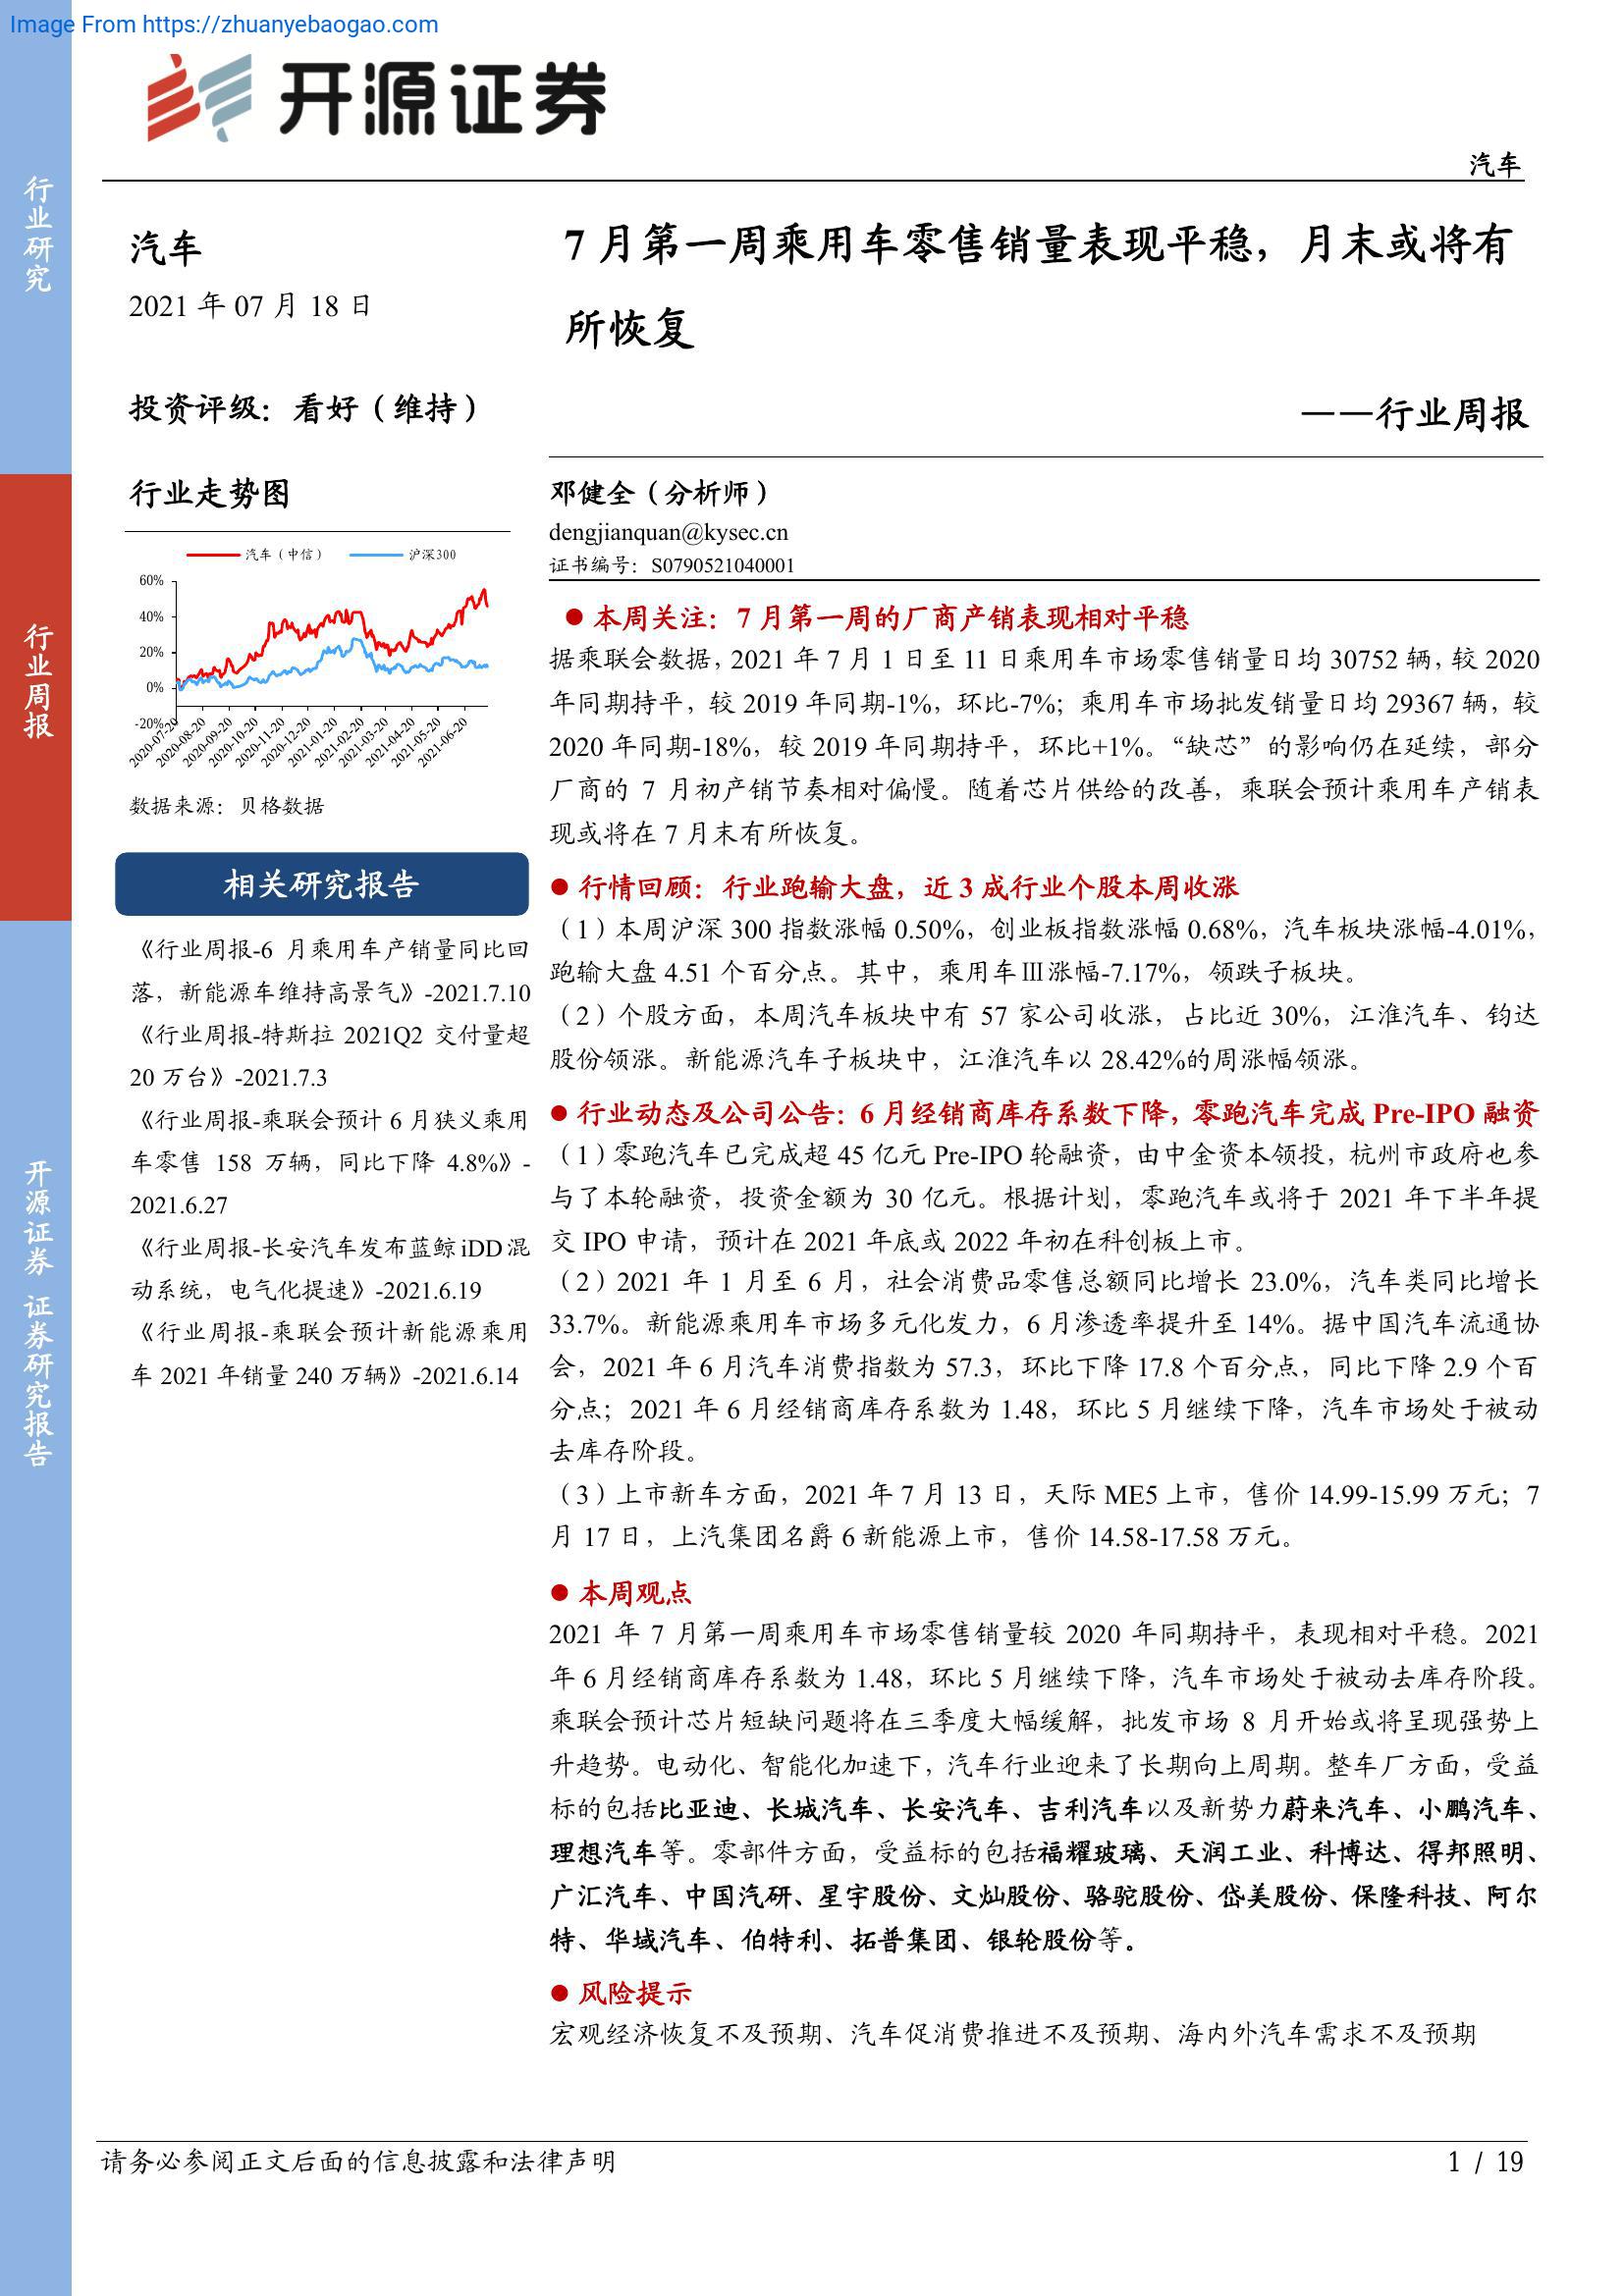 Image From https://zhuanyebaogao.com
开源证券
汽车
行业研究
行业周报
开源证券 证券研究报告
汽车
2021 年 07 月 18 日
投资评级：看好（维持）
行业走势图
汽车（中信） 沪深300
60%
40%
20%
0%
-20%
2020-07-20
2020-08-20
2020-09-20
2020-10-20
2020-11-20
2020-12-20
2021-01-20
2021-02-20
2021-03-20
2021-04-20
2021-05-20
2021-06-20
数据来源：贝格数据
相关研究报告
《行业周报-6 月乘用车产销量同比回
落，新能源车维持高景气》-2021.7.10
《行业周报-特斯拉 2021Q2 交付量超
20 万台》-2021.7.3
《行业周报-乘联会预计 6 月狭义乘用
车零售 158 万辆，同比下降 4.8%》-
2021.6.27
《行业周报-长安汽车发布蓝鲸 iDD 混
动系统，电气化提速》-2021.6.19
《行业周报-乘联会预计新能源乘用
车 2021 年销量 240 万辆》-2021.6.14
7 月第一周乘用车零售销量表现平稳，月末或将有
所恢复
——行业周报
邓健全（分析师）
dengjianquan@kysec.cn
证书编号：S0790521040001
● 本周关注：7 月第一周的厂商产销表现相对平稳
据乘联会数据，2021 年 7 月 1 日至 11 日乘用车市场零售销量日均 30752 辆，较 2020
年同期持平，较 2019 年同期-1%，环比-7%；乘用车市场批发销量日均 29367 辆，较
2020 年同期-18%，较 2019 年同期持平，环比+1%。“缺芯”的影响仍在延续，部分
厂商的 7 月初产销节奏相对偏慢。随着芯片供给的改善，乘联会预计乘用车产销表
现或将在 7 月末有所恢复。
● 行情回顾：行业跑输大盘，近 3 成行业个股本周收涨
（1）本周沪深 300 指数涨幅 0.50%，创业板指数涨幅 0.68%，汽车板块涨幅-4.01%，
跑输大盘 4.51 个百分点。其中，乘用车Ⅲ涨幅-7.17%，领跌子板块。
（2）个股方面，本周汽车板块中有 57 家公司收涨，占比近 30%，江淮汽车、钧达
股份领涨。新能源汽车子板块中，江淮汽车以 28.42%的周涨幅领涨。
● 行业动态及公司公告：6 月经销商库存系数下降，零跑汽车完成 Pre-IPO 融资
（1）零跑汽车已完成超 45 亿元 Pre-IPO 轮融资，由中金资本领投，杭州市政府也参
与了本轮融资，投资金额为 30 亿元。根据计划，零跑汽车或将于 2021 年下半年提
交 IPO 申请，预计在 2021 年底或 2022 年初在科创板上市。
（2）2021 年 1 月至 6 月，社会消费品零售总额同比增长 23.0%，汽车类同比增长
33.7%。新能源乘用车市场多元化发力，6 月渗透率提升至 14%。据中国汽车流通协
会，2021 年 6 月汽车消费指数为 57.3，环比下降 17.8 个百分点，同比下降 2.9 个百
分点；2021 年 6 月经销商库存系数为 1.48，环比 5 月继续下降，汽车市场处于被动
去库存阶段。
（3）上市新车方面，2021 年 7 月 13 日，天际 ME5 上市，售价 14.99-15.99 万元；7
月 17 日，上汽集团名爵 6 新能源上市，售价 14.58-17.58 万元。
● 本周观点
2021 年 7 月第一周乘用车市场零售销量较 2020 年同期持平，表现相对平稳。2021
年 6 月经销商库存系数为 1.48，环比 5 月继续下降，汽车市场处于被动去库存阶段。
乘联会预计芯片短缺问题将在三季度大幅缓解，批发市场 8 月开始或将呈现强势上
升趋势。电动化、智能化加速下，汽车行业迎来了长期向上周期。整车厂方面，受益
标的包括比亚迪、长城汽车、长安汽车、吉利汽车以及新势力蔚来汽车、小鹏汽车、
理想汽车等。零部件方面，受益标的包括福耀玻璃、天润工业、科博达、得邦照明、
广汇汽车、中国汽研、星宇股份、文灿股份、骆驼股份、岱美股份、保隆科技、阿尔
特、华域汽车、伯特利、拓普集团、银轮股份等。
● 风险提示
宏观经济恢复不及预期、汽车促消费推进不及预期、海内外汽车需求不及预期
请务必参阅正文后面的信息披露和法律声明
1 / 19